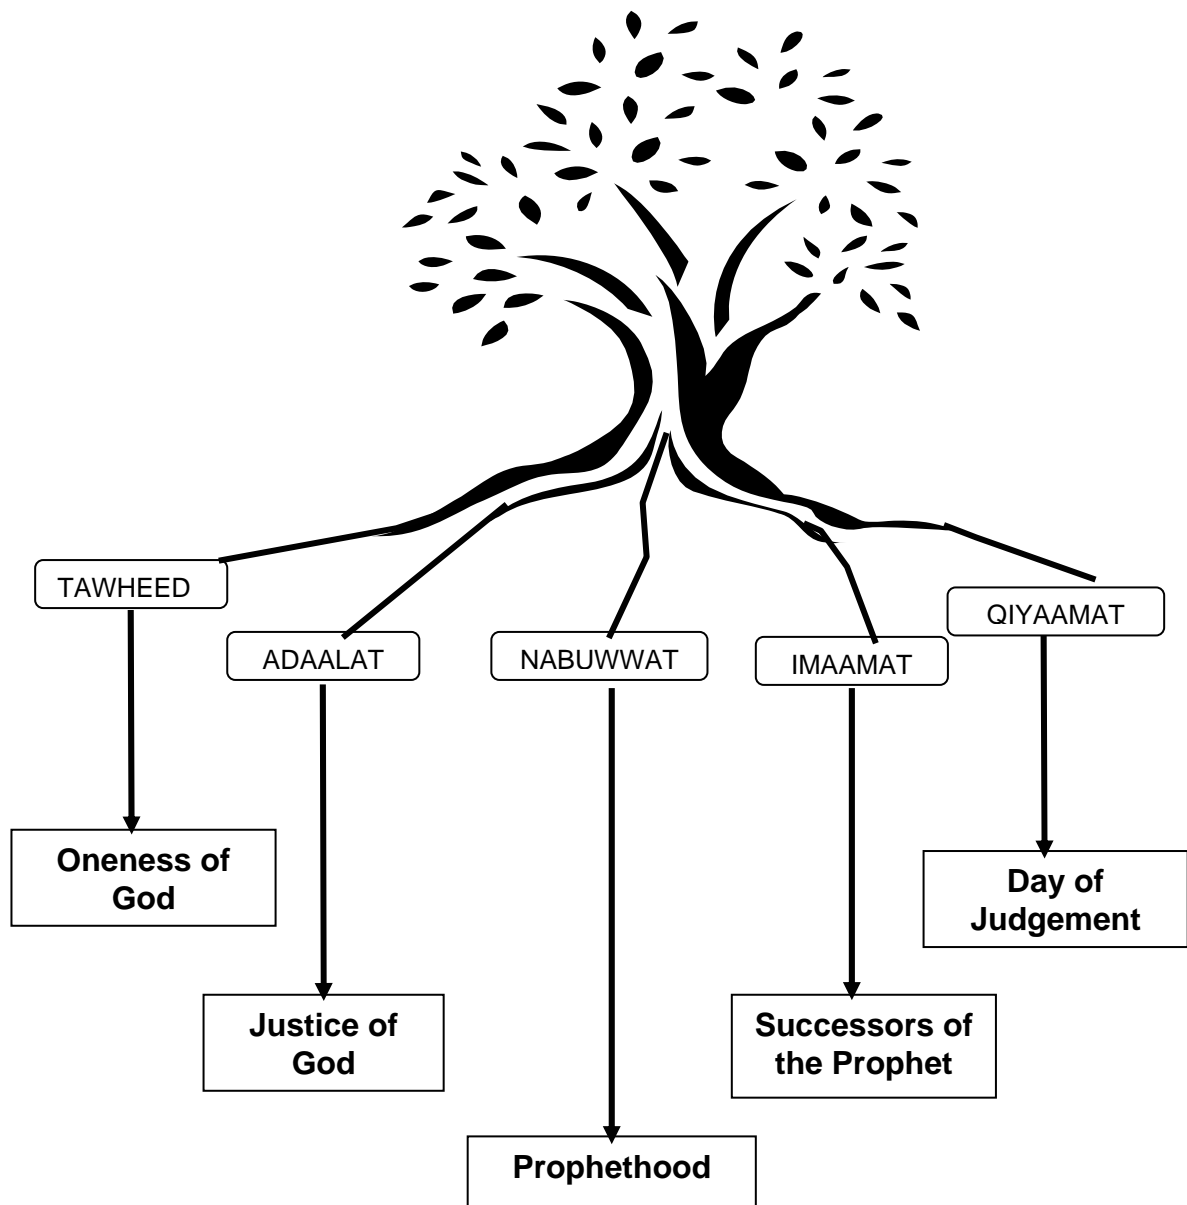 TAWHEED
ADAALAT
NABUWWAT
IMAAMAT
QIYAAMAT
Oneness of
God
Justice of
God
Prophethood
Successors of
the Prophet
Day of
Judgement